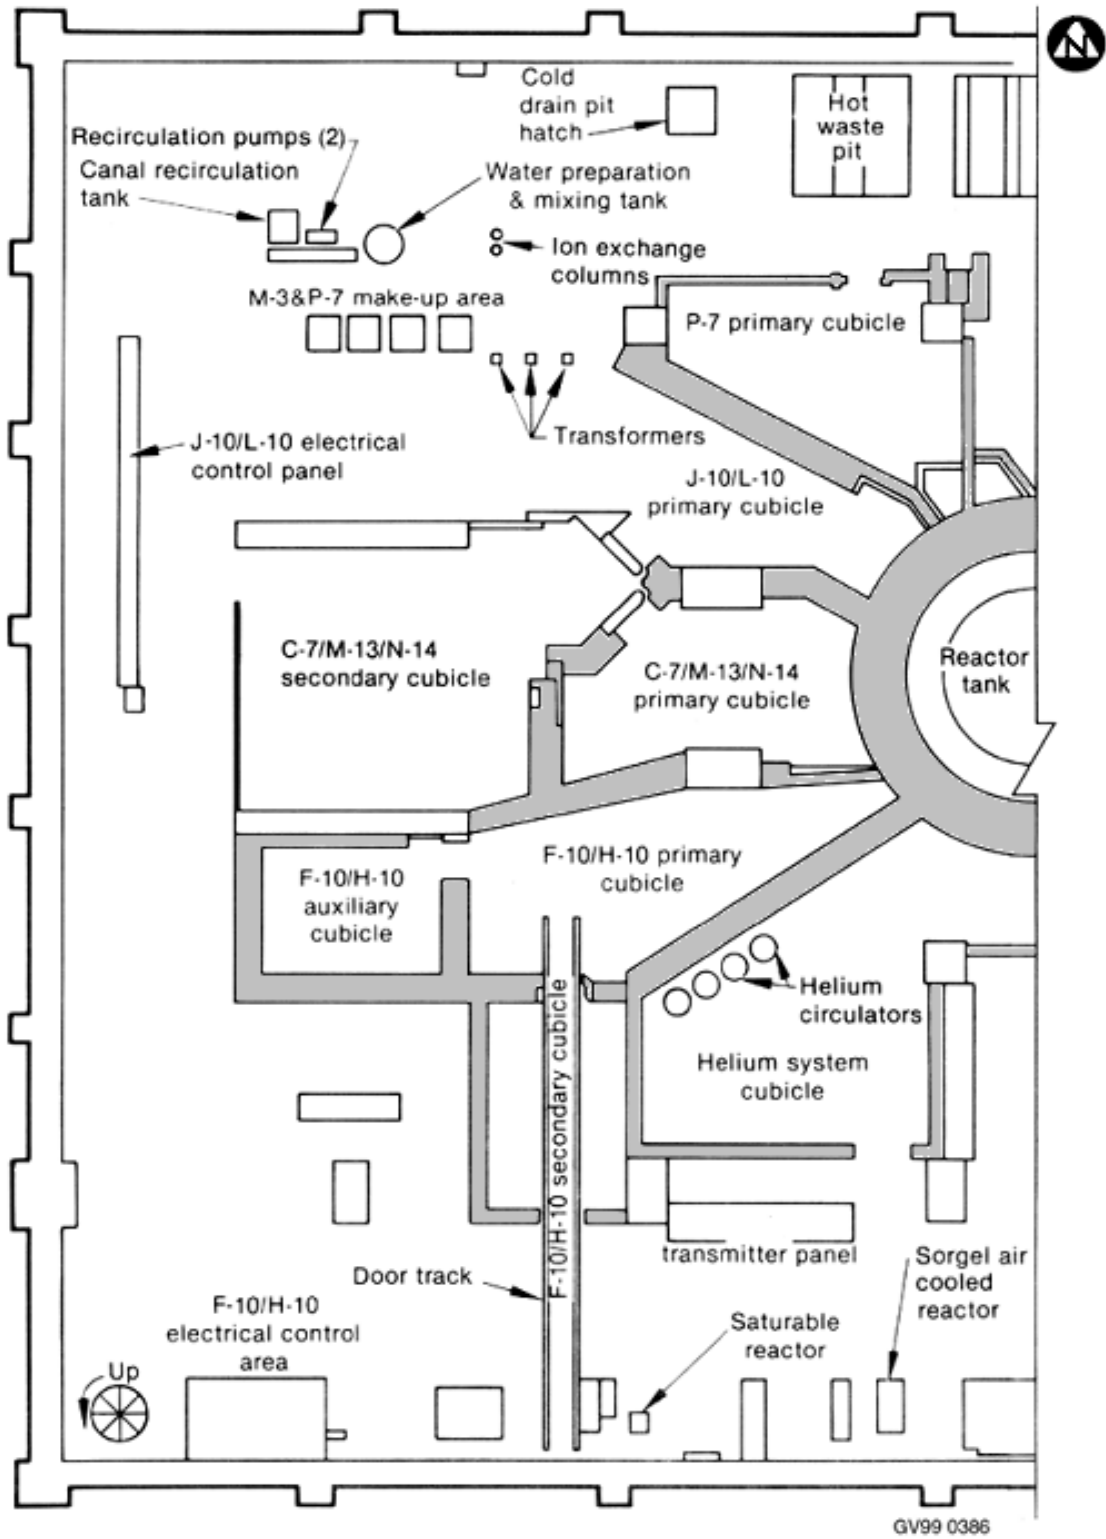 N
Cold
drain pit
hatch
Hot
waste
pit
Recirculation pumps (2)
Canal recirculation
tank
Water preparation
& mixing tank
Ion exchange
columns
M-3&P-7 make-up area
P-7 primary cubicle
Transformers
J-10/L-10 electrical
control panel
J-10/L-10
primary cubicle
C-7/M-13/N-14
secondary cubicle
C-7/M-13/N-14
primary cubicle
Reactor
tank
F-10/H-10 primary
cubicle
F-10/H-10
auxiliary
cubicle
Helium
circulators
Helium system
cubicle
F-10/H-10 secondary cubicle
transmitter panel
Door track
Sorgel air
cooled
reactor
F-10/H-10
electrical control
area
Saturable
reactor
Up
GV99 0386